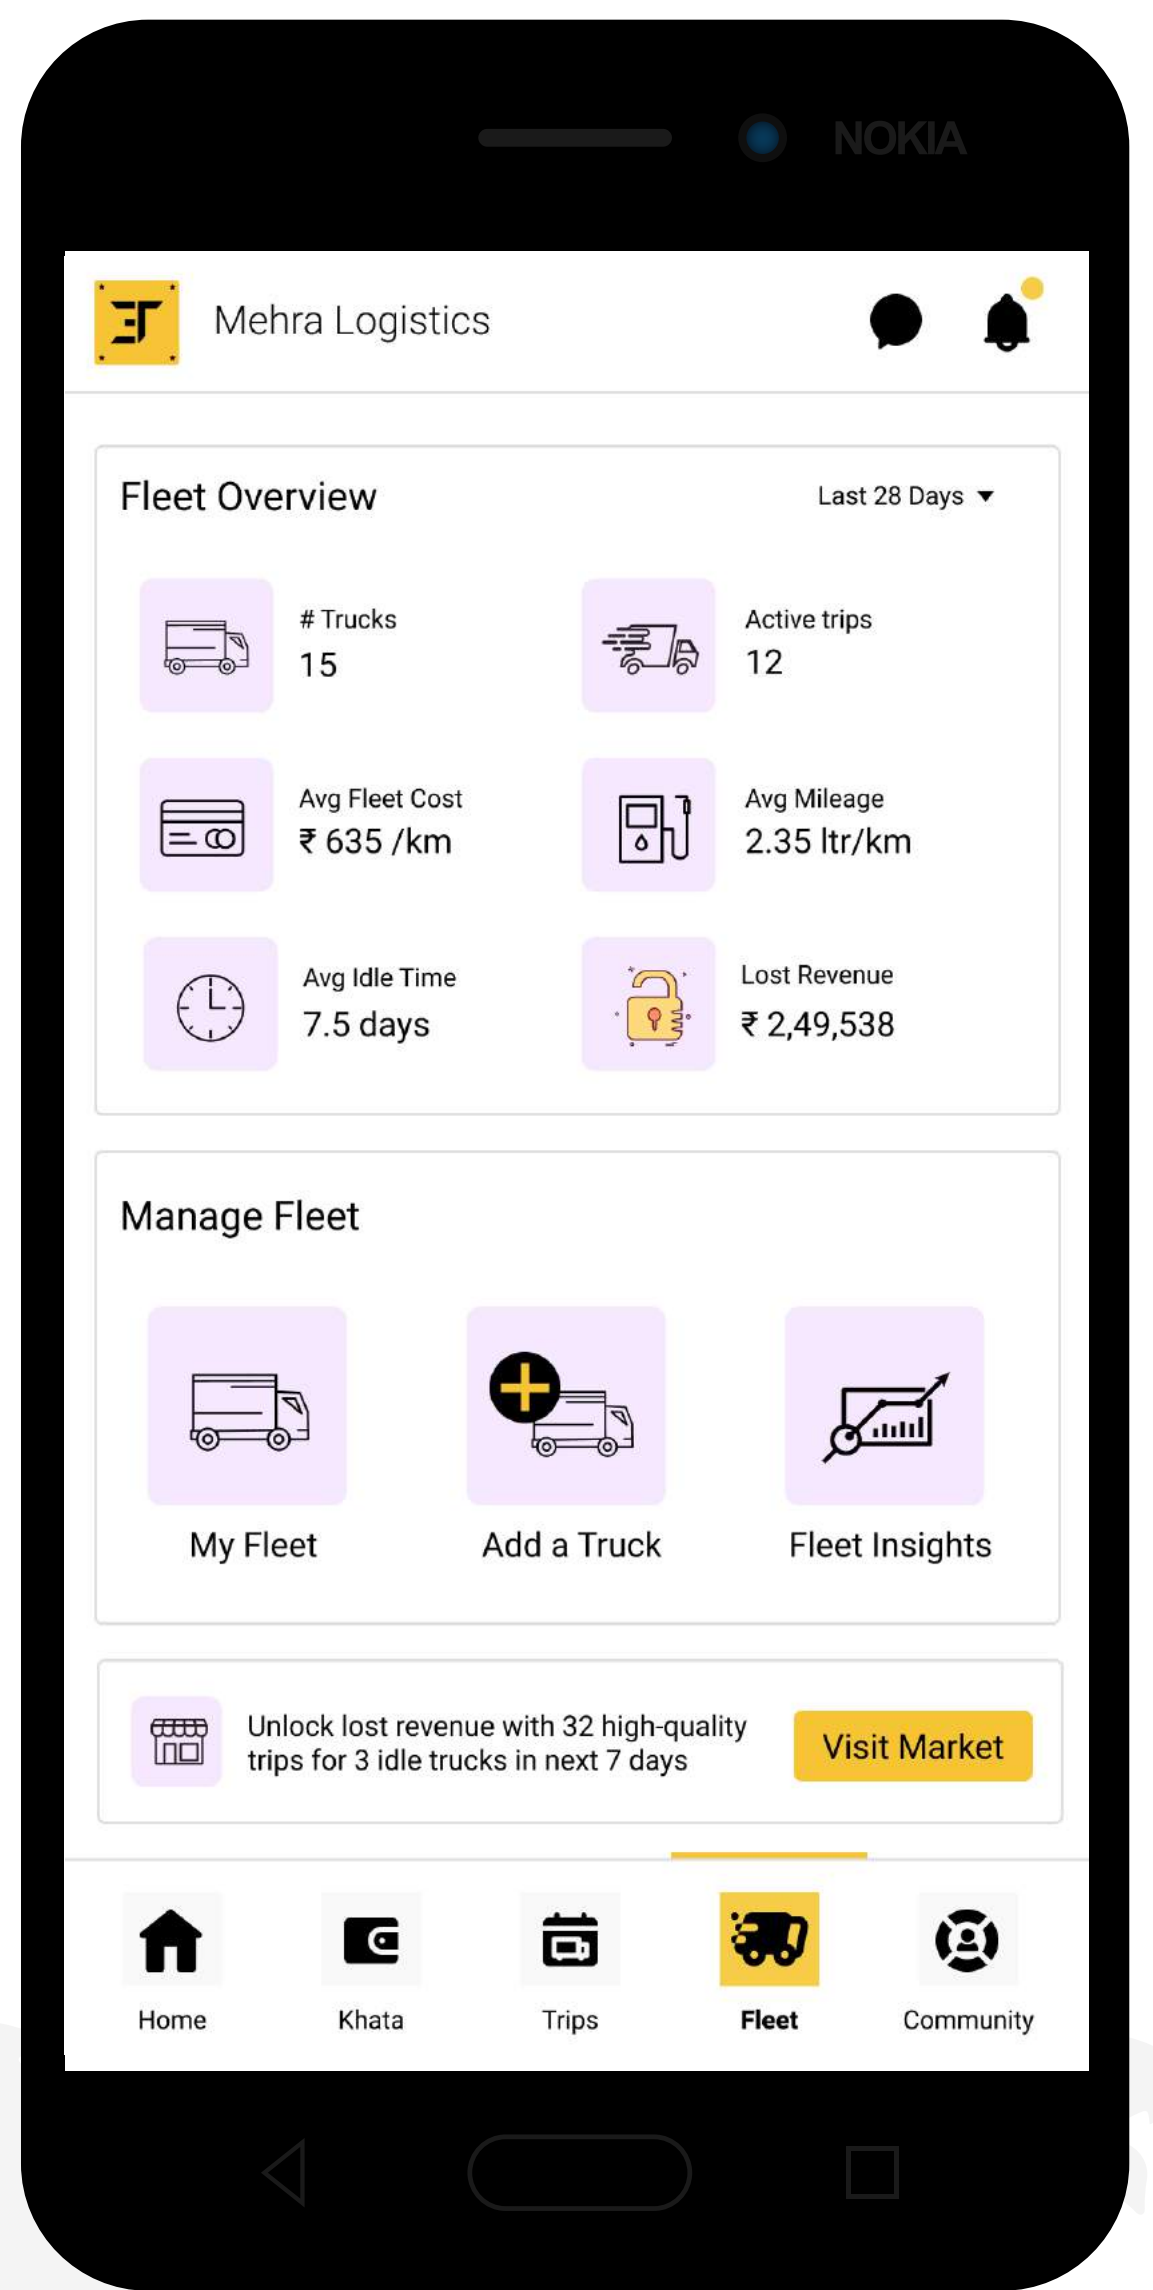 NOKIA
Mehra Logistics
Fleet Overview
Last 28 Days
# Trucks
15
Active trips
12
Avg Fleet Cost
₹ 635 /km
Avg Mileage
2.35 ltr/km
Avg Idle Time
7.5 days
Lost Revenue
₹ 2,49,538
Manage Fleet
My Fleet
Add a Truck
Fleet Insights
Unlock lost revenue with 32 high-quality
trips for 3 idle trucks in next 7 days
Visit Market
Home
Khata
Trips
Fleet
Community